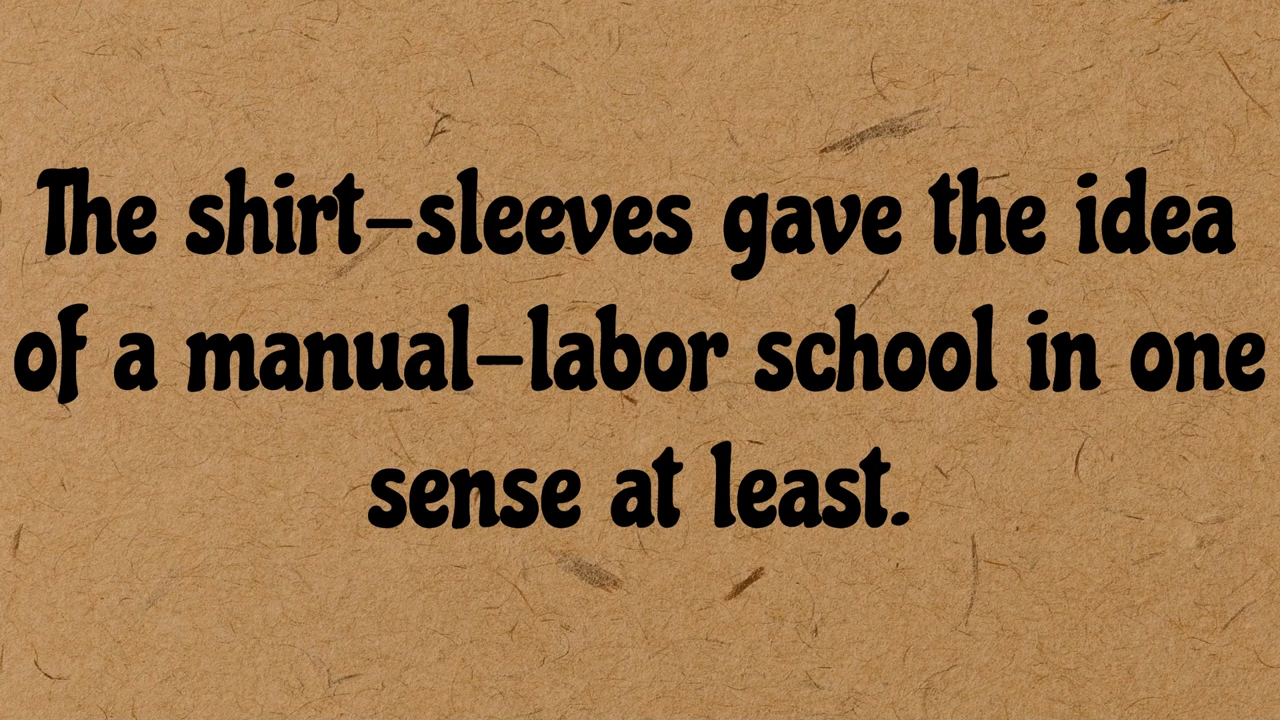 The shirt-sleeves gave the idea
of a manual-labor school in one
sense at least.